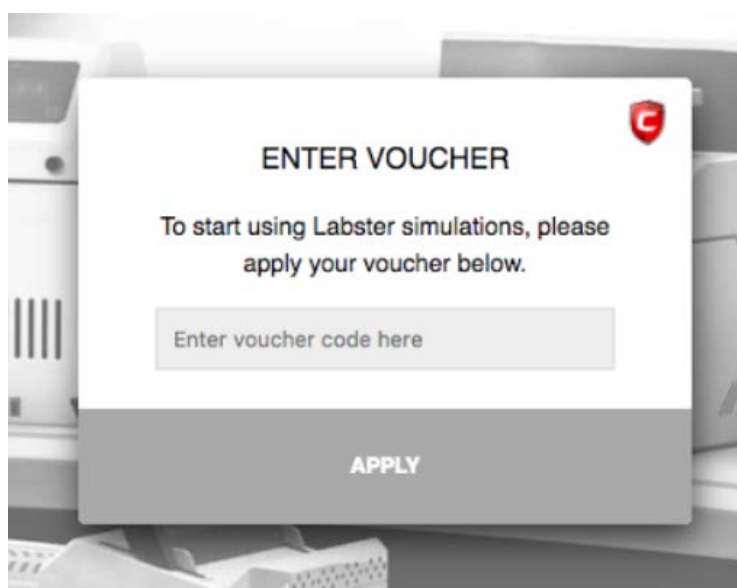 ENTER VOUCHER
To start using Labster simulations, please
apply your voucher below.
Enter voucher code here
APPLY